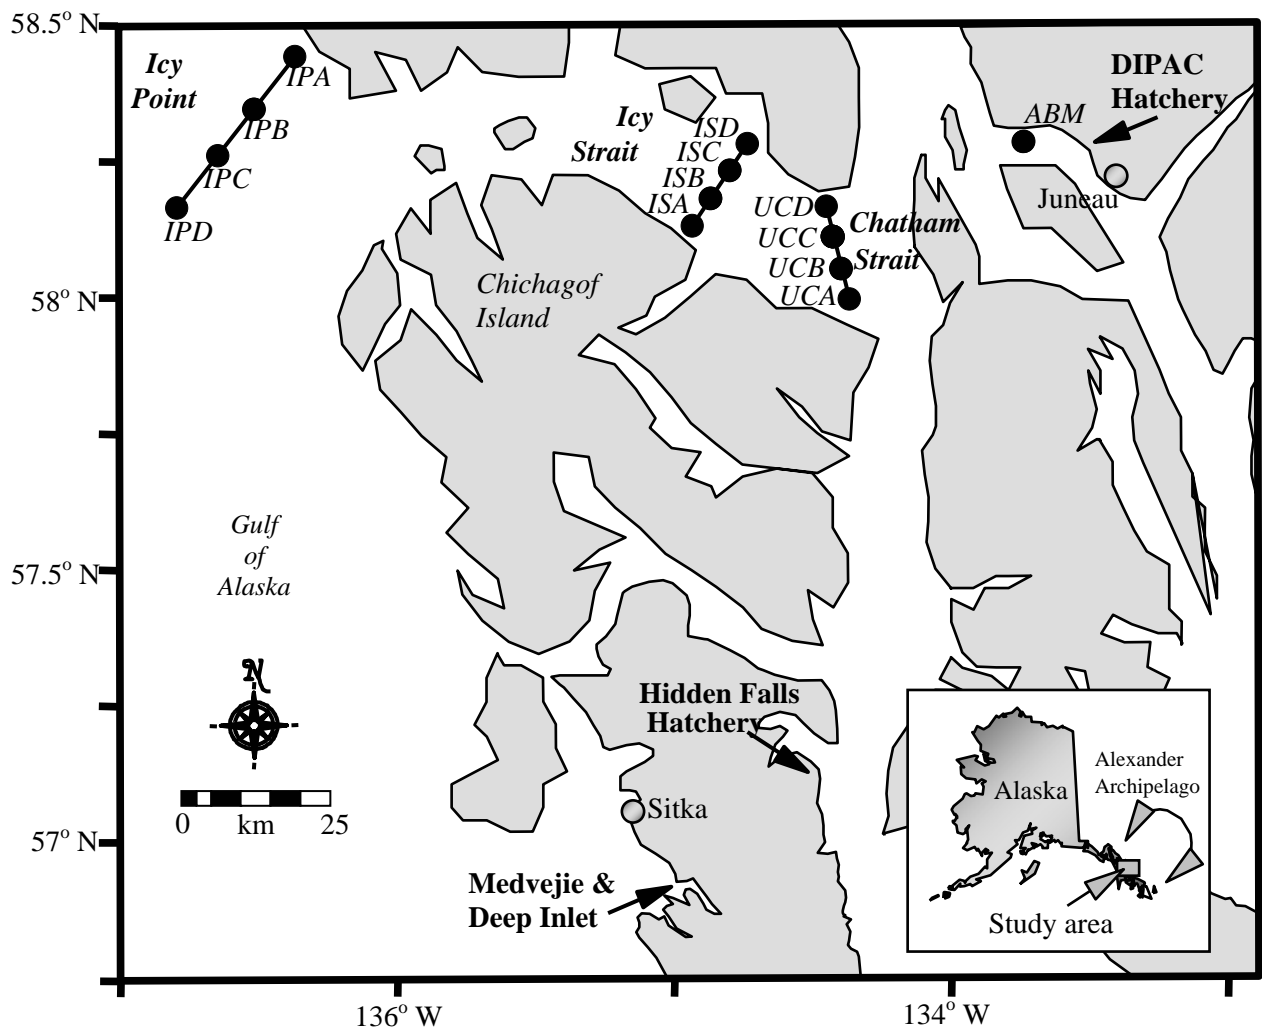 58.5° N
Icy
Point
IPA
IPB
IPC
IPD
Icy
Strait
ISD
ISC
ISB
ISA
UCD
UCC
UCB
UCA
Chatham
Strait
DIPAC
Hatchery
ABM
Juneau
58° N
Chichagof
Island
57.5° N
Gulf
of
Alaska
N
0 km 25
Hidden Falls
Hatchery
Sitka
57° N
Medvejie &
Deep Inlet
Alaska
Alexander
Archipelago
Study area
136° W
134° W